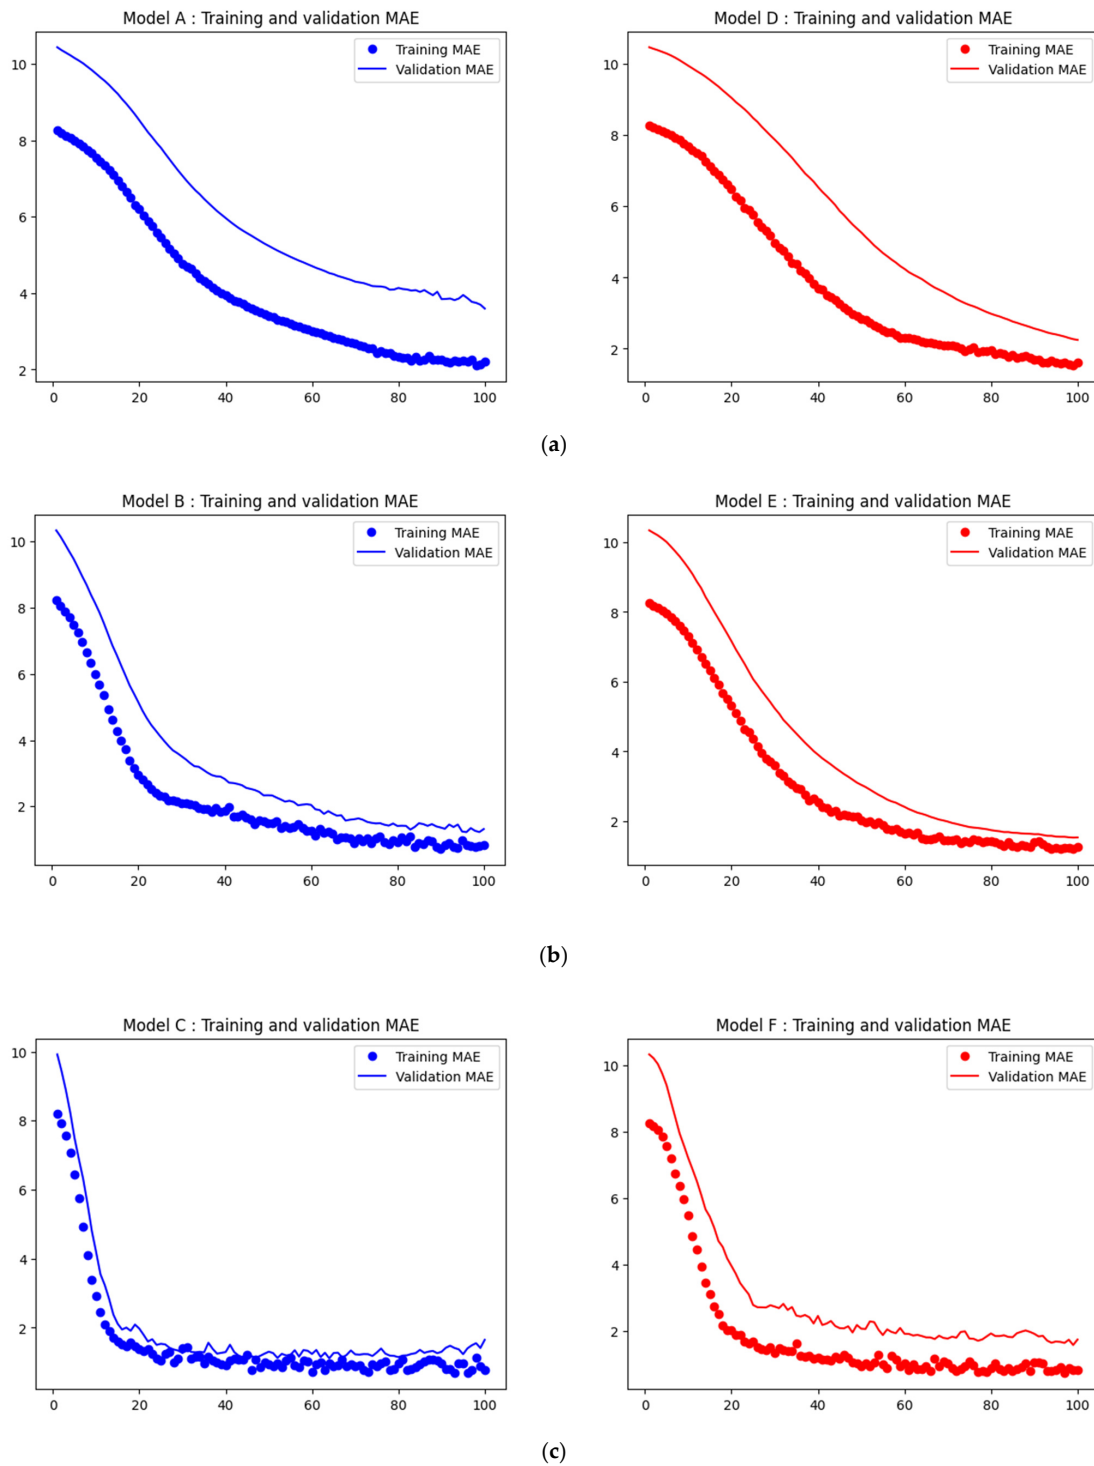 Model A : Training and validation MAE
Training MAE
Validation MAE
10
8
6
4
2
0 20 40 60 80 100
Model D : Training and validation MAE
Training MAE
Validation MAE
10
8
6
4
2
0 20 40 60 80 100
(a)
Model B : Training and validation MAE
Training MAE
Validation MAE
10
8
6
4
2
0 20 40 60 80 100
Model E : Training and validation MAE
Training MAE
Validation MAE
10
8
6
4
2
0 20 40 60 80 100
(b)
Model C : Training and validation MAE
Training MAE
Validation MAE
10
8
6
4
2
0 20 40 60 80 100
Model F : Training and validation MAE
Training MAE
Validation MAE
10
8
6
4
2
0 20 40 60 80 100
(c)